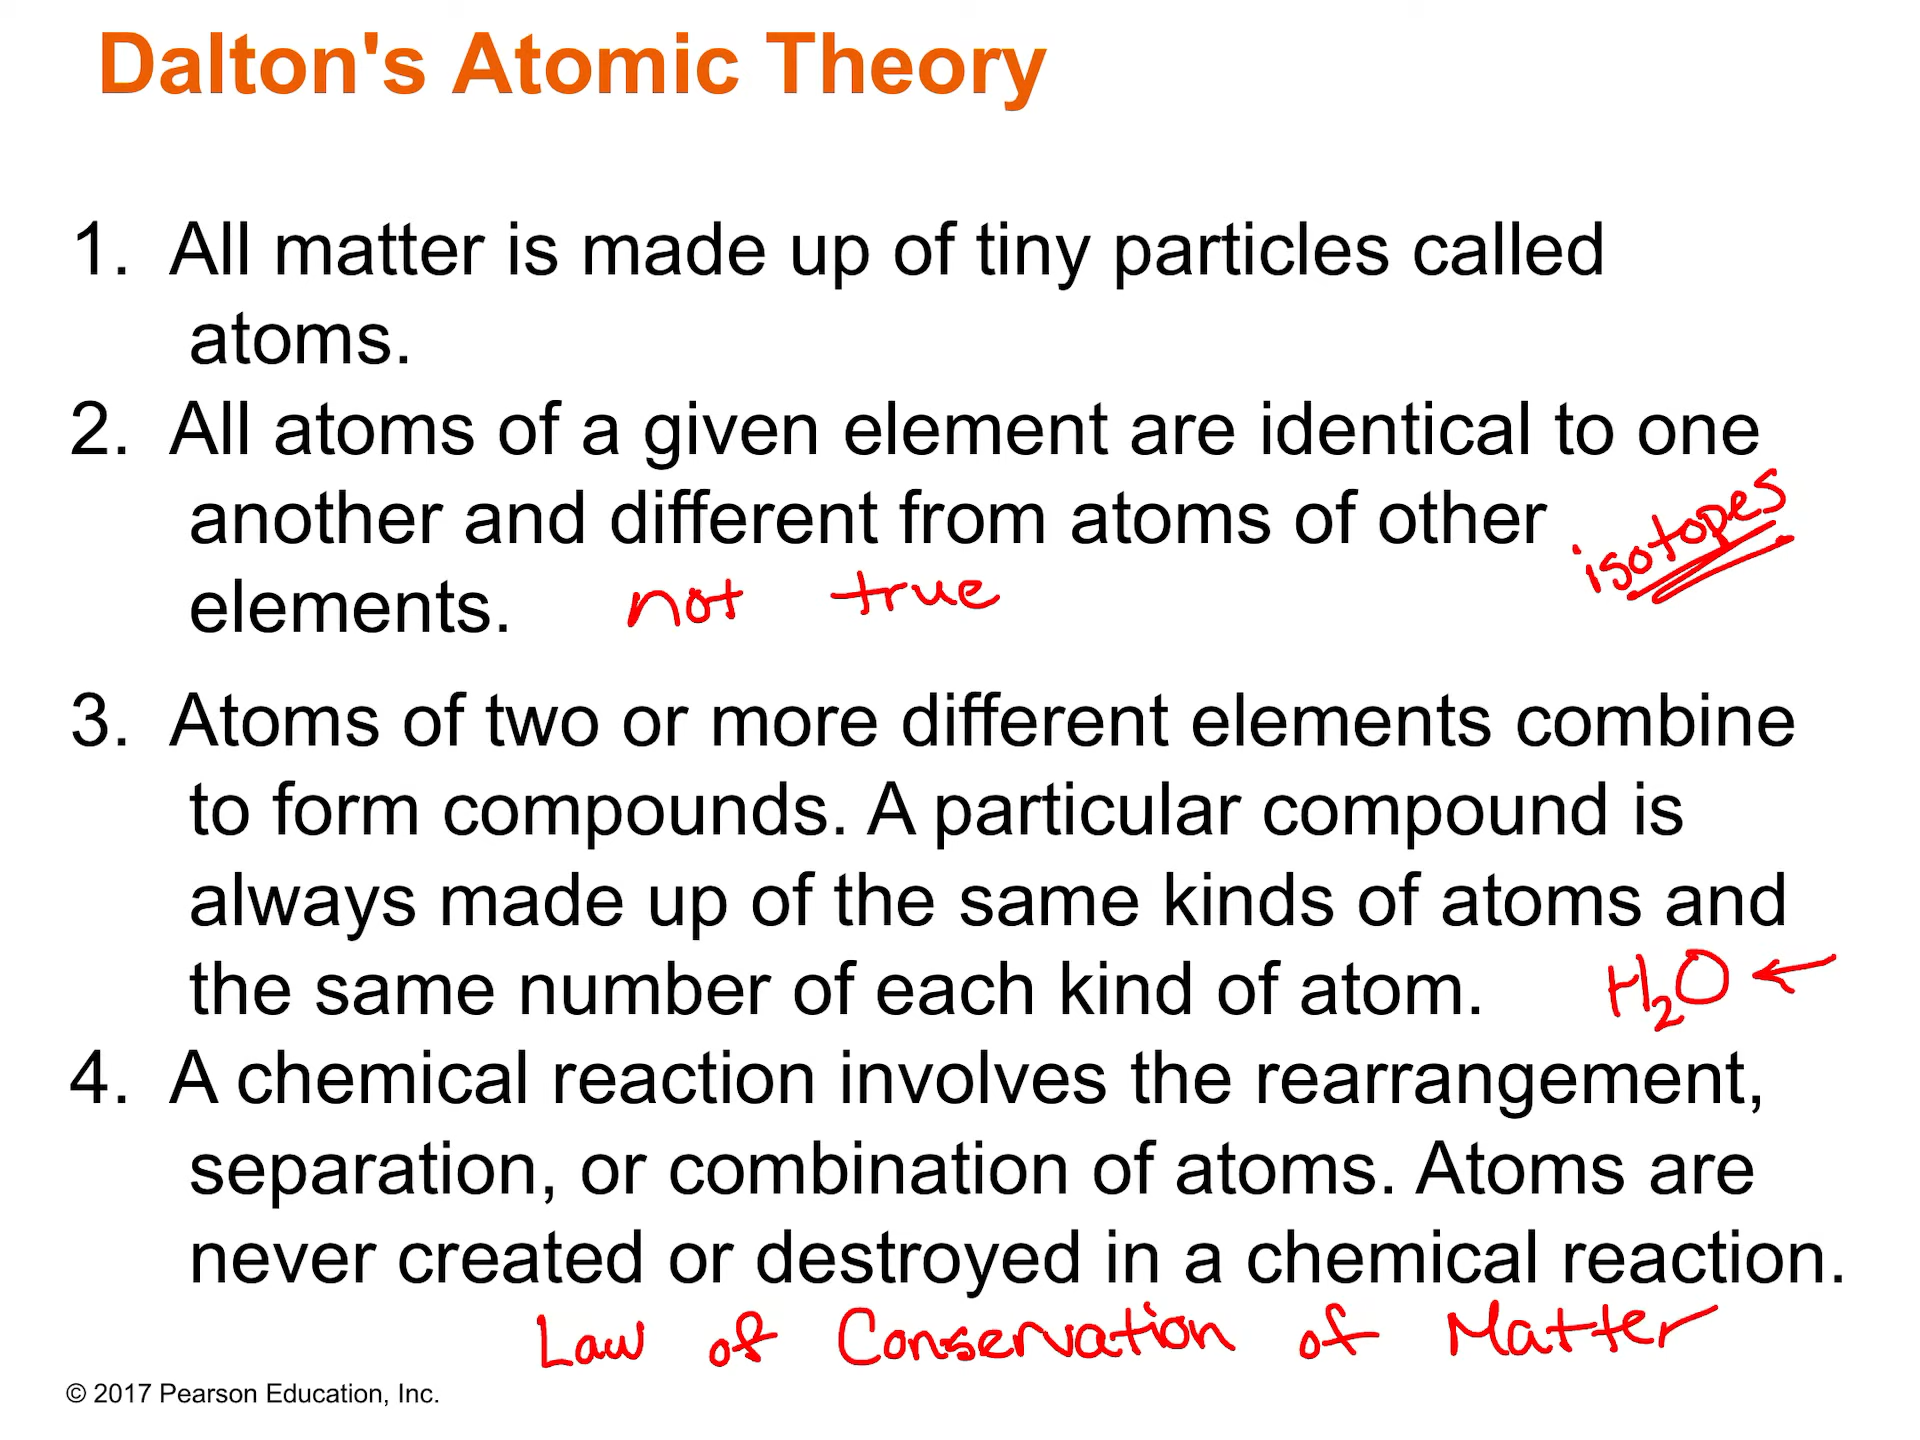 Dalton's Atomic Theory
1. All matter is made up of tiny particles called
atoms.
2. All atoms of a given element are identical to one
another and different from atoms of other
isotopes
elements. not true
3. Atoms of two or more different elements combine
to form compounds. A particular compound is
always made up of the same kinds of atoms and
the same number of each kind of atom. H₂O ←
4. A chemical reaction involves the rearrangement,
separation, or combination of atoms. Atoms are
never created or destroyed in a chemical reaction.
Law of Conservation of Matter
© 2017 Pearson Education, Inc.